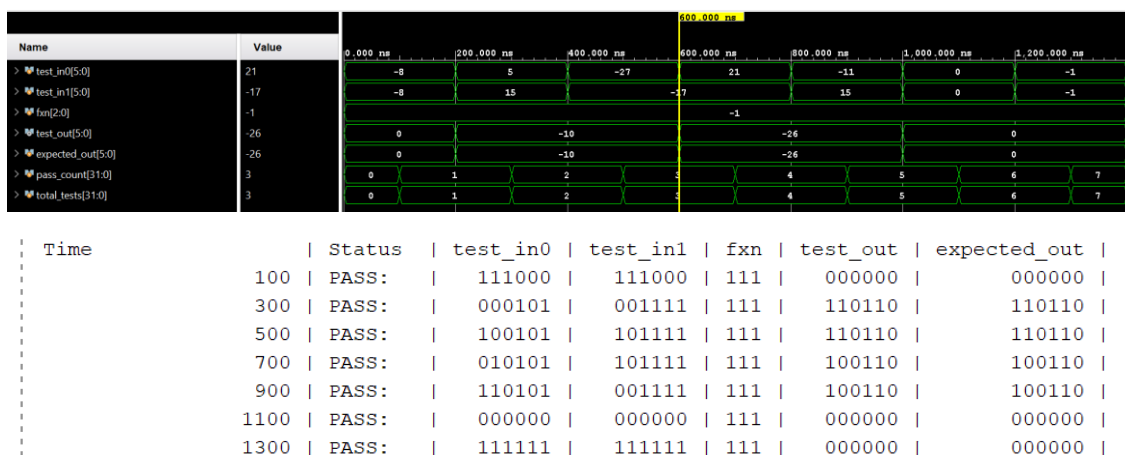 600.000 ns
Name Value 0.000 ns 200.000 ns 400.000 ns 600.000 ns 800.000 ns 1,000.000 ns 1,200.000 ns
test_in0[5:0] 21 -8 5 -27 21 -11 0 -1
test_in1[5:0] -17 -8 15 -17 15 0 -1
fxn[2:0] -1 -1
test_out[5:0] -26 0 -10 -26 0
expected_out[5:0] -26 0 -10 -26 0
pass_count[31:0] 3 0 1 2 3 4 5 6 7
total_tests[31:0] 3 0 1 2 3 4 5 6 7
Time | Status | test_in0 | test_in1 | fxn | test_out | expected_out |
100 | PASS: | 111000 | 111000 | 111 | 000000 | 000000 |
300 | PASS: | 000101 | 001111 | 111 | 110110 | 110110 |
500 | PASS: | 100101 | 101111 | 111 | 110110 | 110110 |
700 | PASS: | 010101 | 101111 | 111 | 100110 | 100110 |
900 | PASS: | 110101 | 001111 | 111 | 100110 | 100110 |
1100 | PASS: | 000000 | 000000 | 111 | 000000 | 000000 |
1300 | PASS: | 111111 | 111111 | 111 | 000000 | 000000 |